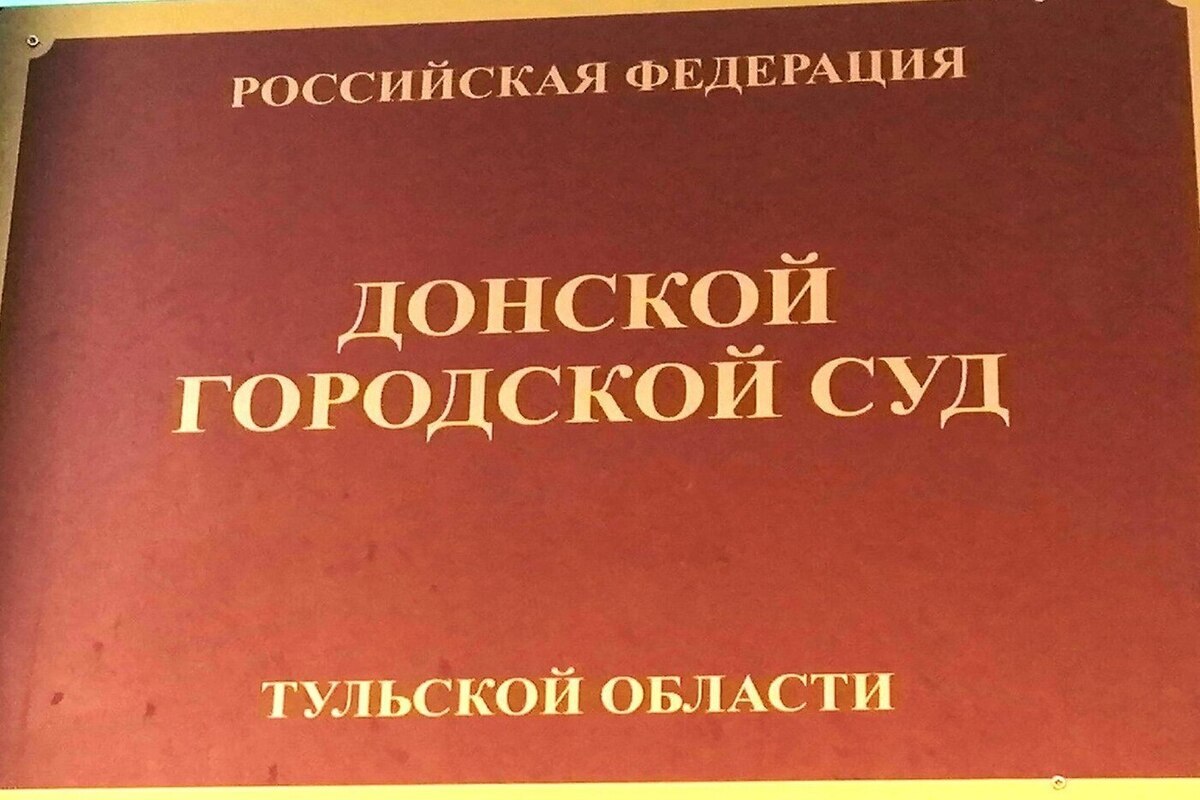 РОССИЙСКАЯ ФЕДЕРАЦИЯ
ДОНСКОЙ
ГОРОДСКОЙ СУД
ТУЛЬСКОЙ ОБЛАСТИ